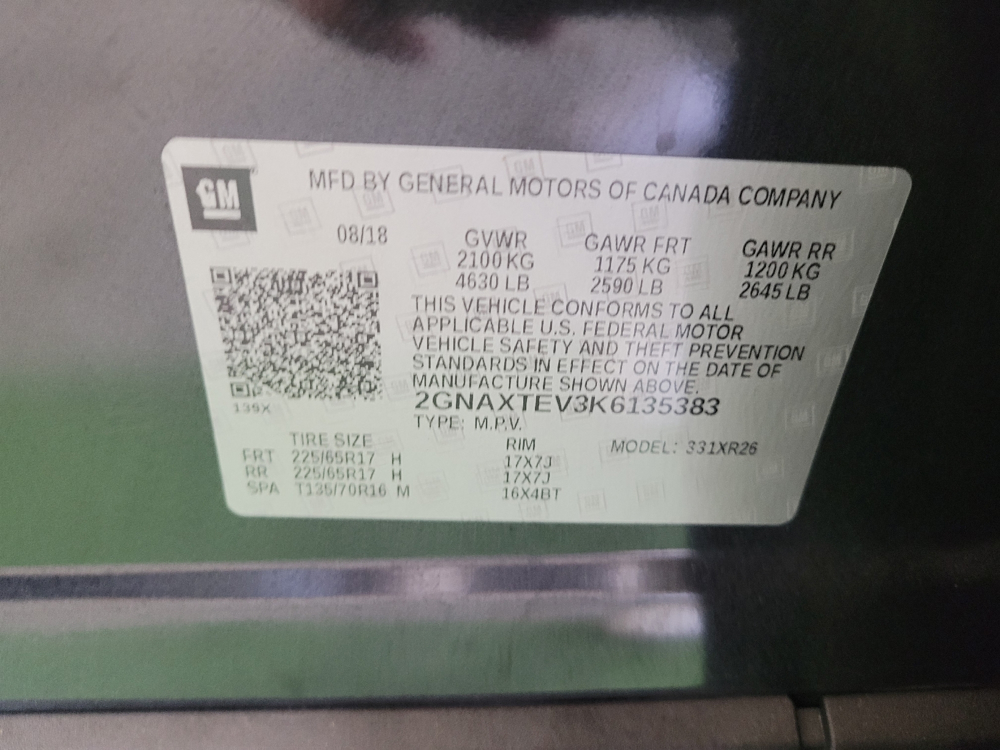 GM
MFD BY GENERAL MOTORS OF CANADA COMPANY
08/18
GVWR
2100 KG
4630 LB
GAWR FRT
1175 KG
2590 LB
GAWR RR
1200 KG
2645 LB
THIS VEHICLE CONFORMS TO ALL
APPLICABLE U.S. FEDERAL MOTOR
VEHICLE SAFETY AND THEFT PREVENTION
STANDARDS IN EFFECT ON THE DATE OF
MANUFACTURE SHOWN ABOVE.
2GNAXTEV3K6135383
139X
TYPE: M.P.V.
MODEL: 331XR26
TIRE SIZE RIM
FRT 225/65R17 H 17X7J
RR 225/65R17 H 17X7J
SPA T135/70R16 M 16X4BT